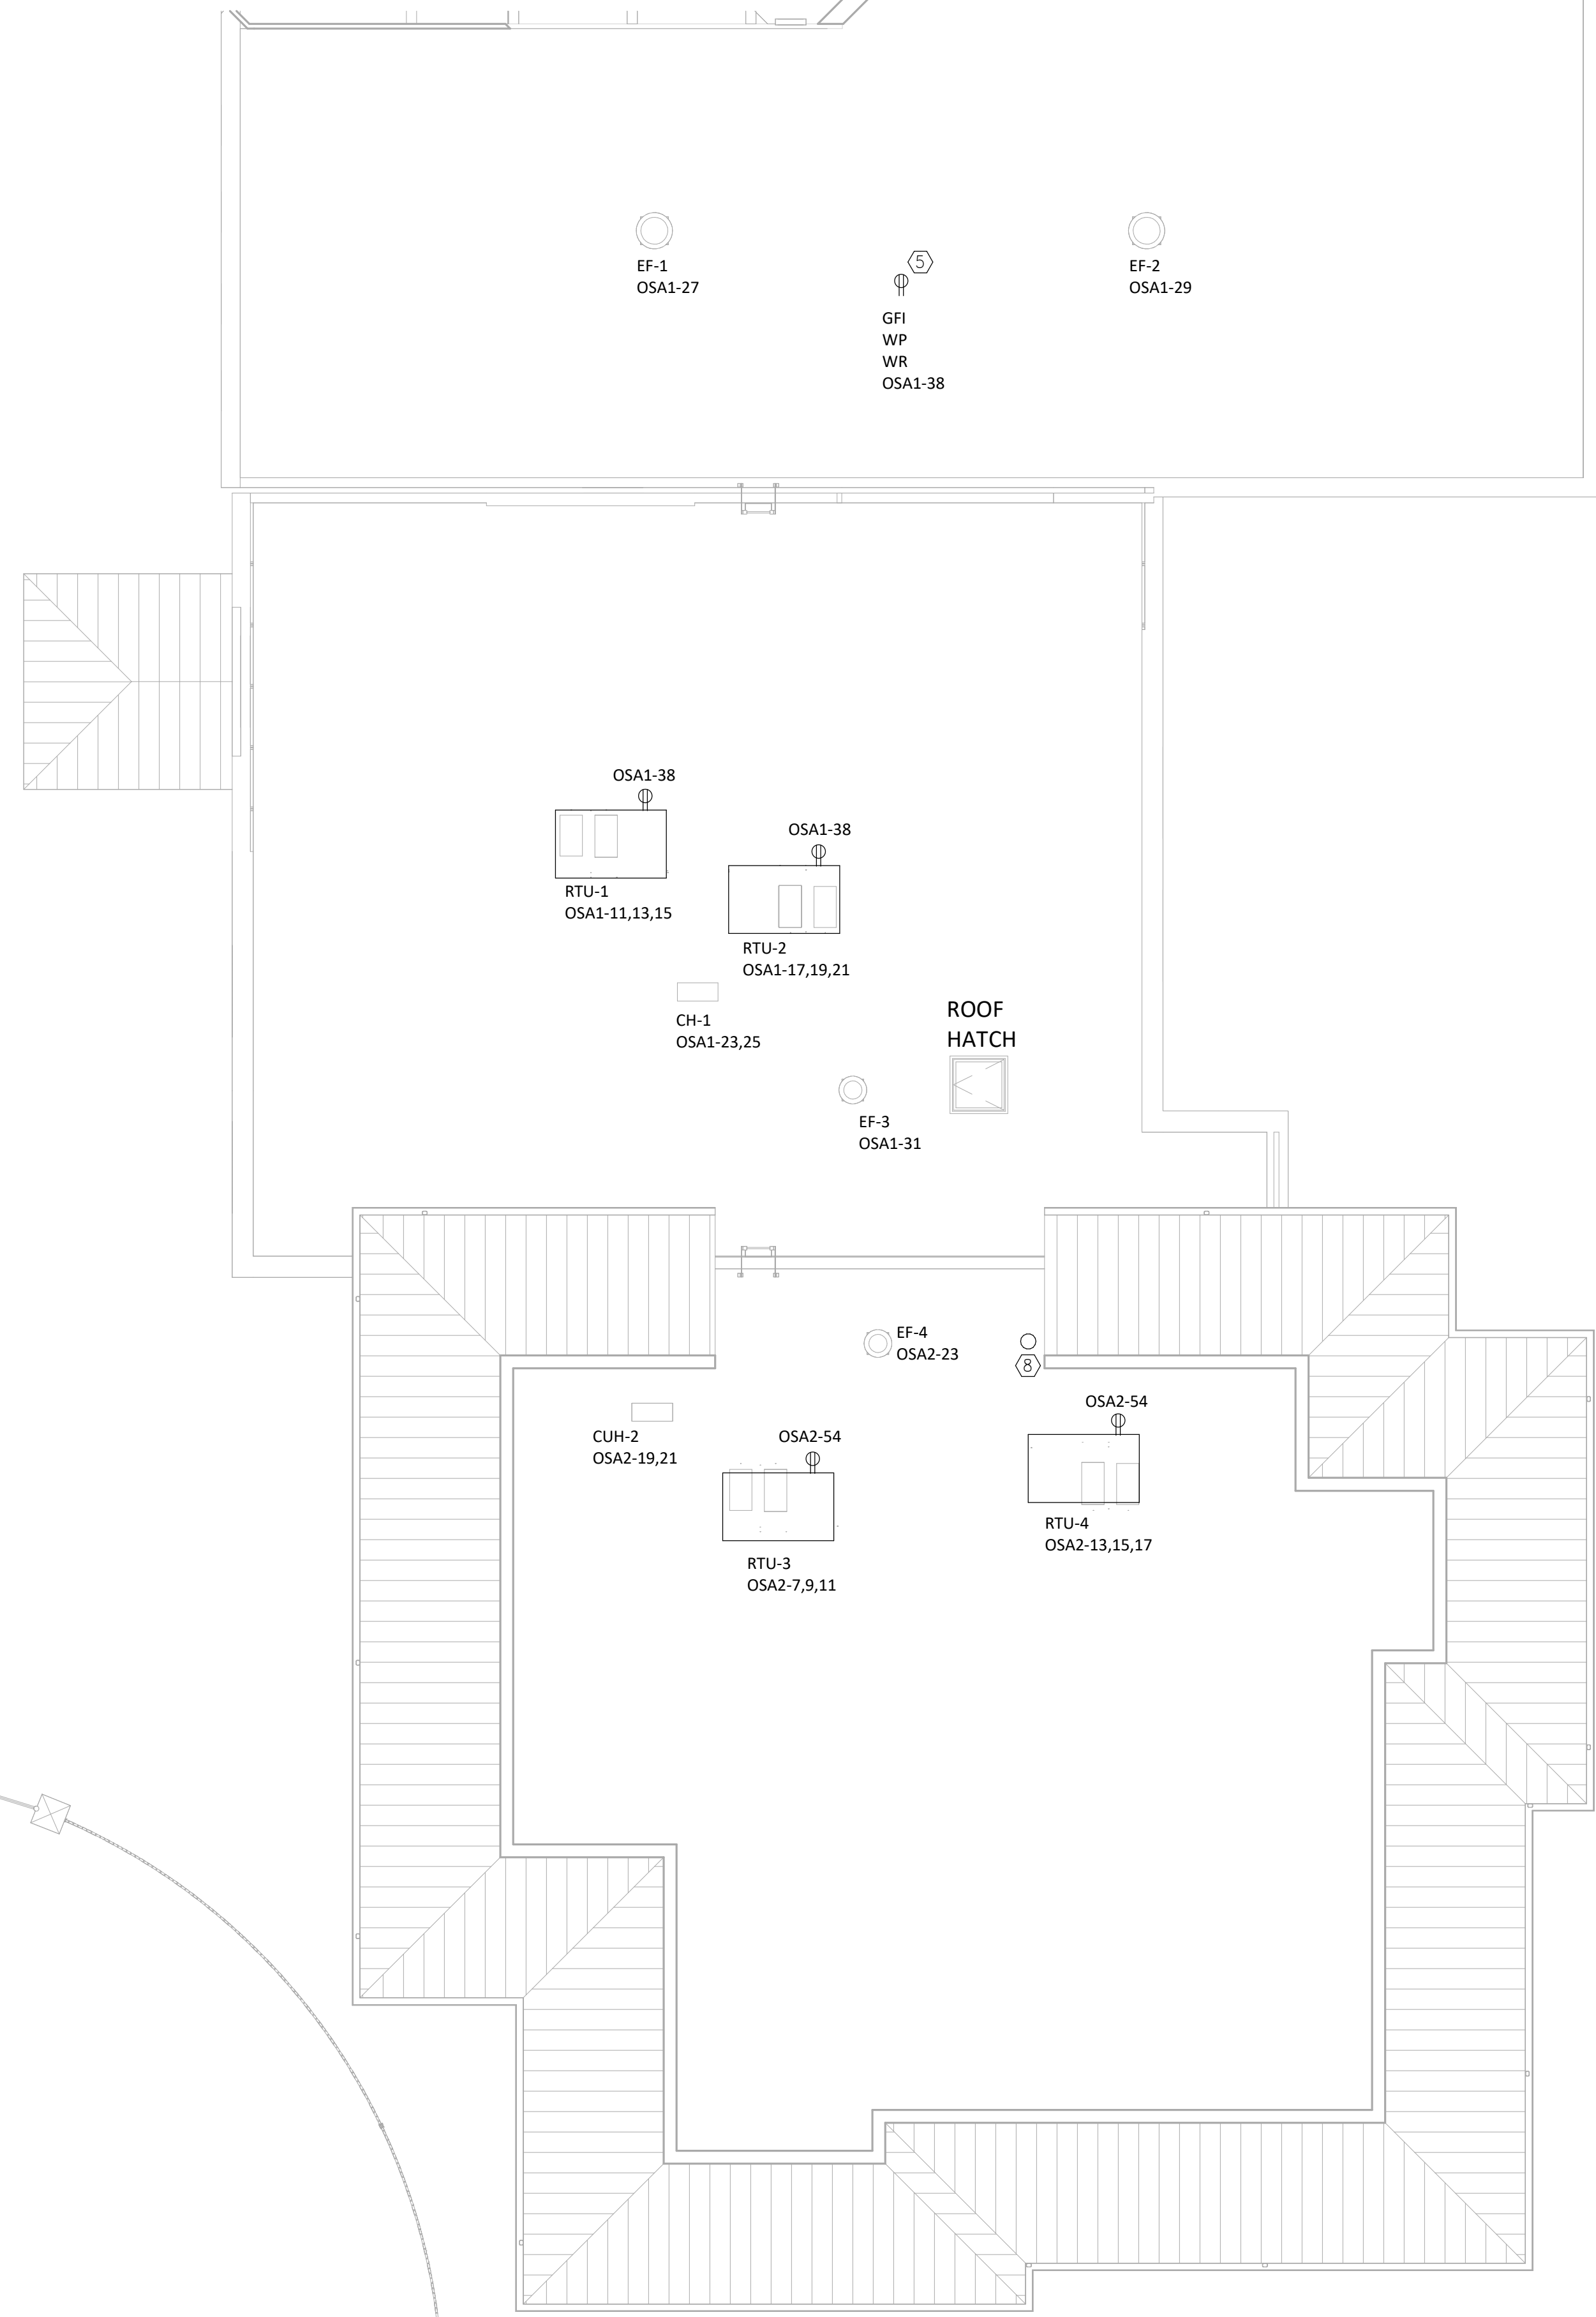 EF-1
OSA1-27
5
GFI
WP
WR
OSA1-38
EF-2
OSA1-29
OSA1-38
RTU-1
OSA1-11,13,15
OSA1-38
RTU-2
OSA1-17,19,21
CH-1
OSA1-23,25
ROOF
HATCH
EF-3
OSA1-31
EF-4
OSA2-23
8
CUH-2
OSA2-19,21
OSA2-54
RTU-3
OSA2-7,9,11
OSA2-54
RTU-4
OSA2-13,15,17